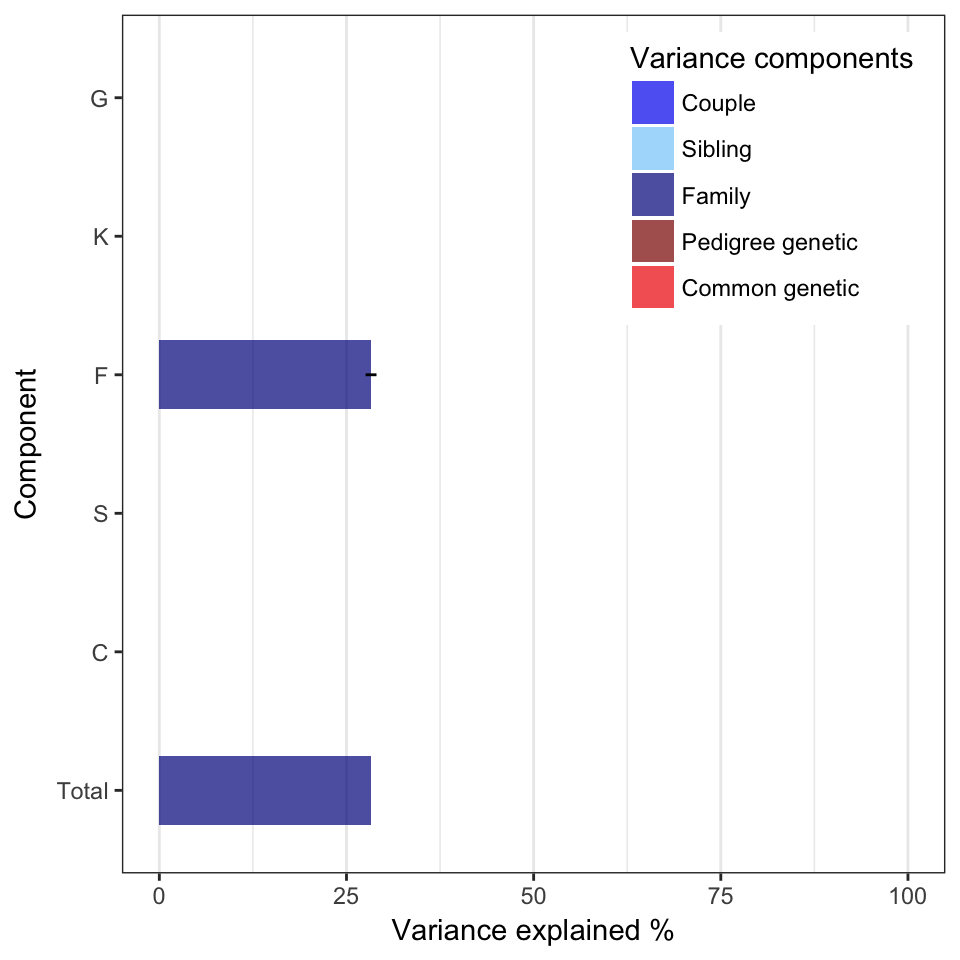 Variance components
Couple
Sibling
Family
Pedigree genetic
Common genetic
Component
G
K
F
S
C
Total
0 25 50 75 100
Variance explained %